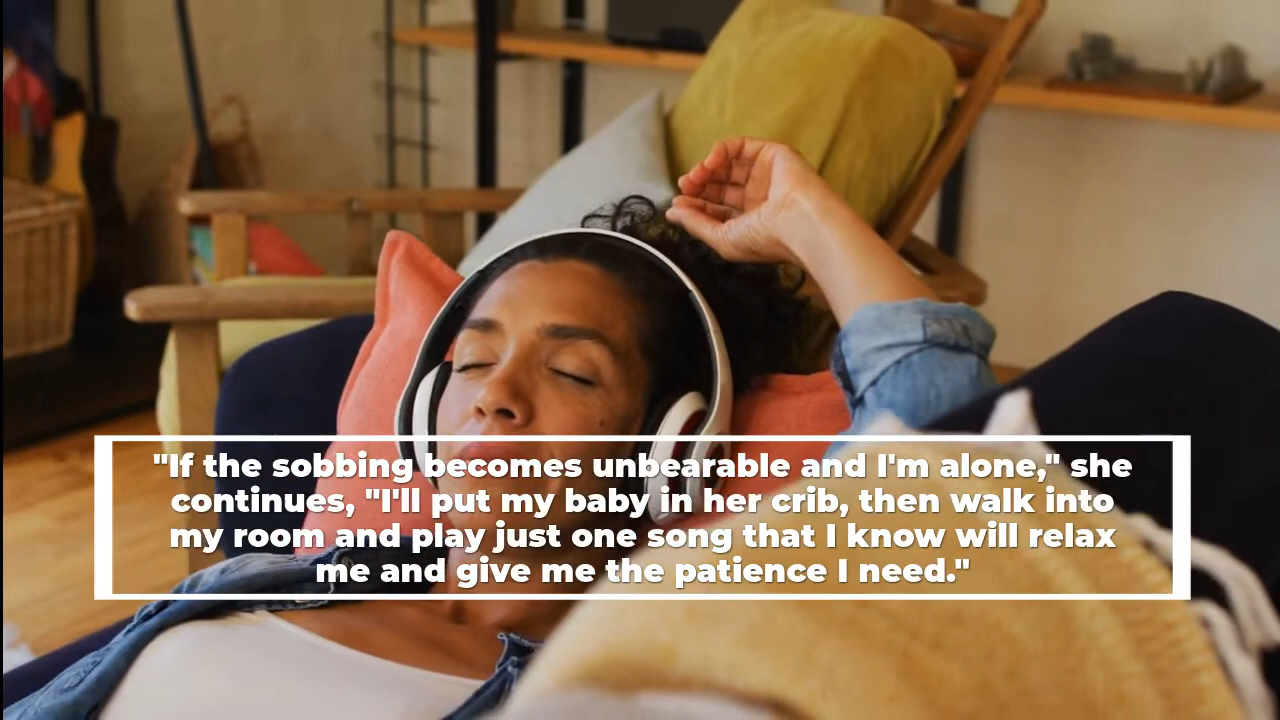 "If the sobbing becomes unbearable and I'm alone," she
continues, "I'll put my baby in her crib, then walk into
my room and play just one song that I know will relax
me and give me the patience I need."